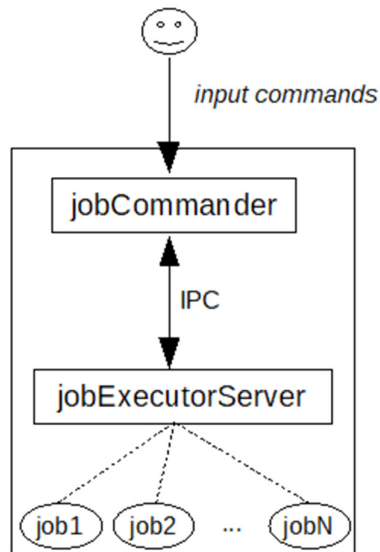 input commands
jobCommander
IPC
jobExecutorServer
job1 job2 ... jobN